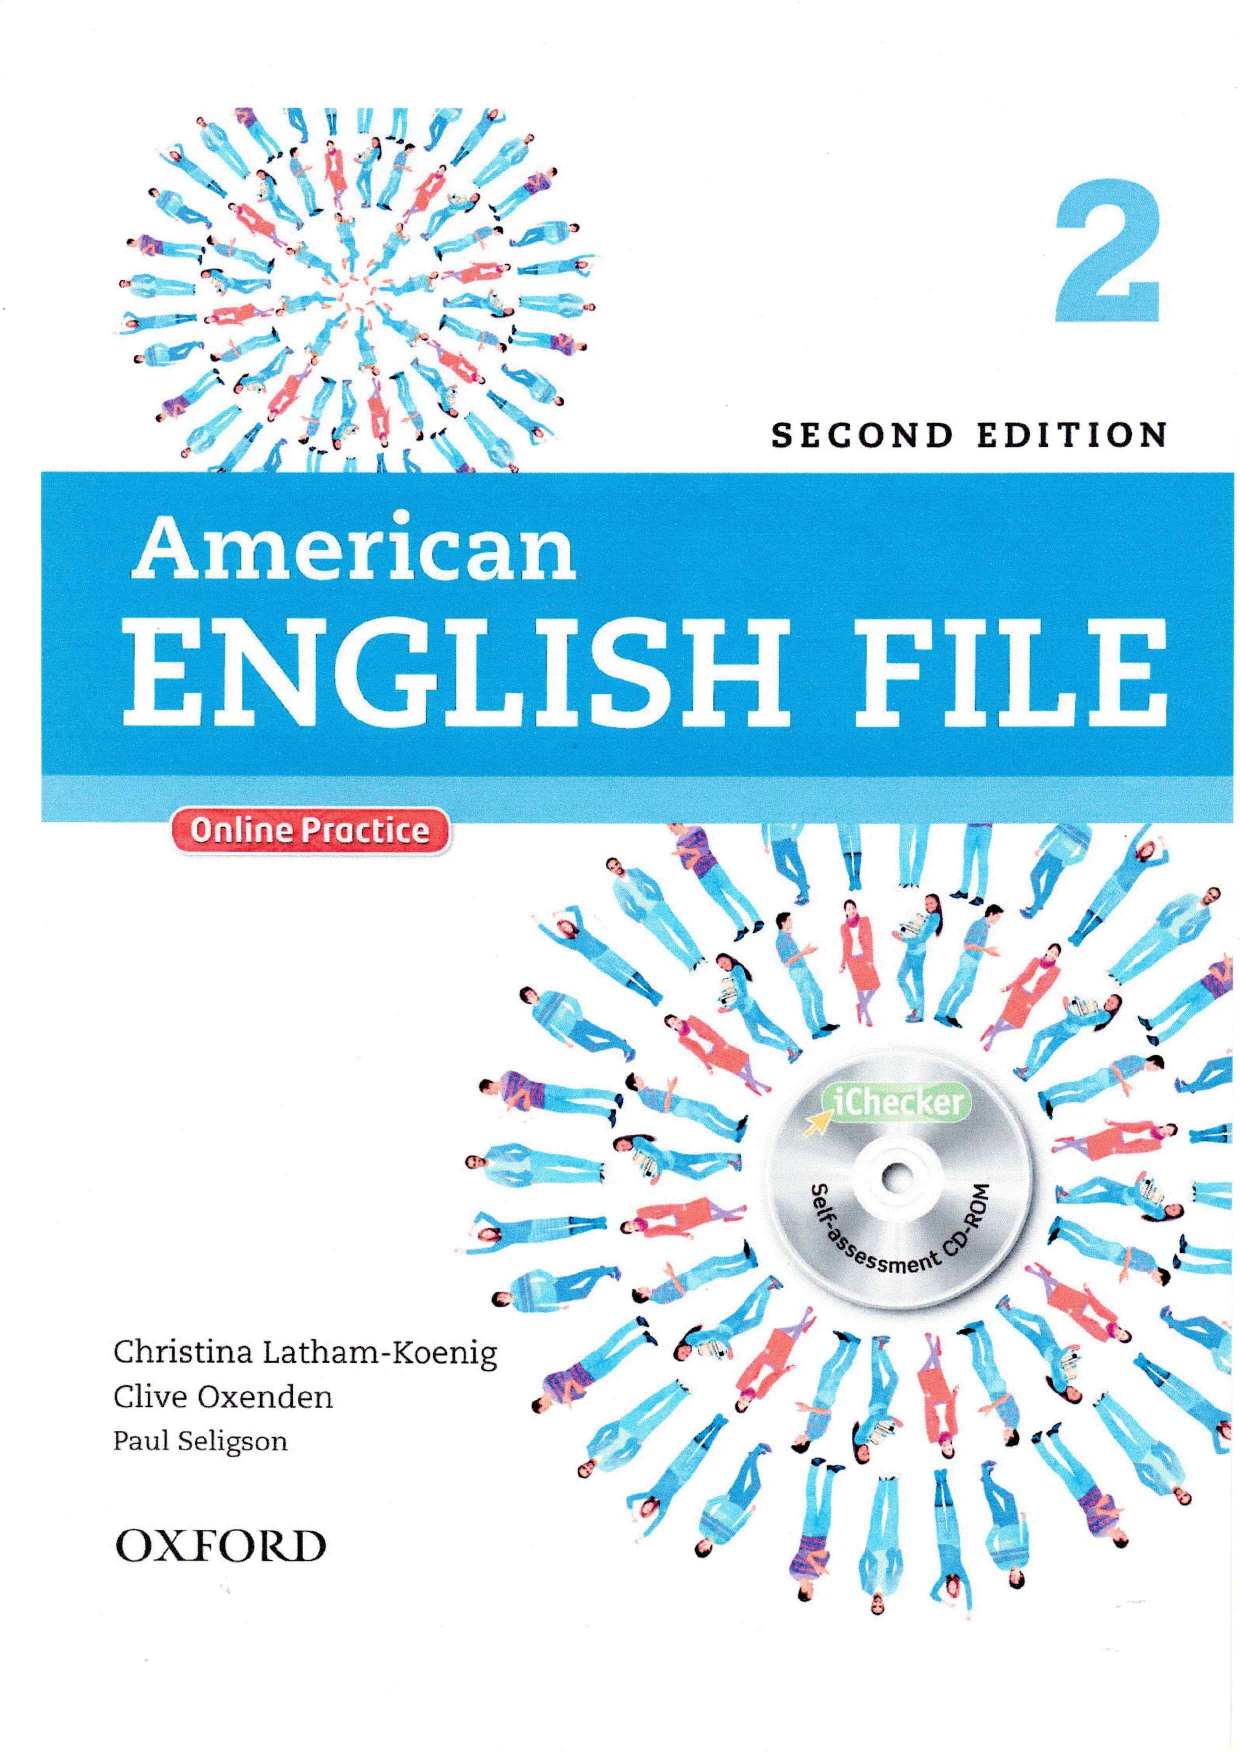 2
SECOND EDITION
American
ENGLISH FILE
Online Practice
iChecker
Self-assessment CD-ROM
Christina Latham-Koenig
Clive Oxenden
Paul Seligson
OXFORD